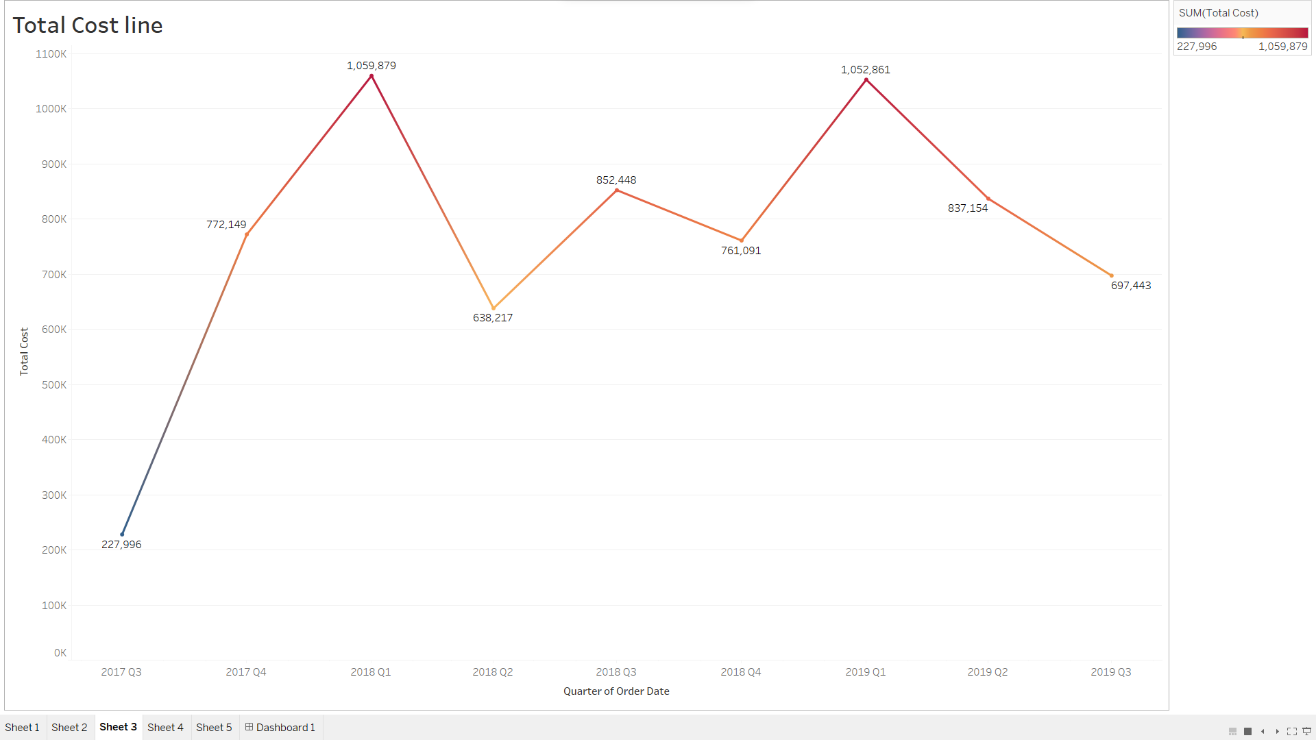 Total Cost line
SUM(Total Cost)
227,996 1,059,879
1100K
1000K
900K
800K
700K
600K
500K
400K
300K
200K
100K
0K
Total Cost
227,996
772,149
1,059,879
638,217
852,448
761,091
1,052,861
837,154
697,443
2017 Q3 2017 Q4 2018 Q1 2018 Q2 2018 Q3 2018 Q4 2019 Q1 2019 Q2 2019 Q3
Quarter of Order Date
Sheet 1 Sheet 2 Sheet 3 Sheet 4 Sheet 5 Dashboard 1